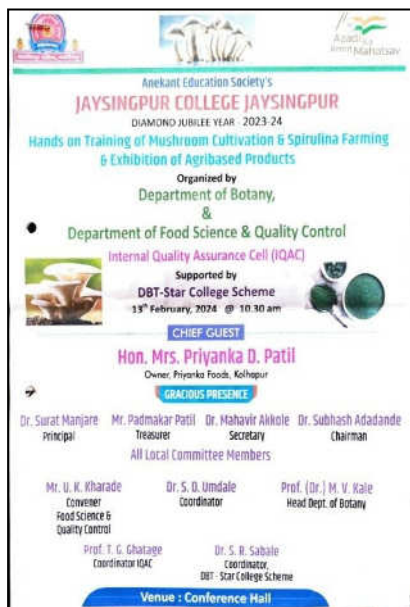 Azadi Ka
Amrit Mahotsav
Anekant Education Society's
JAYSINGPUR COLLEGE JAYSINGPUR
DIAMOND JUBILEE YEAR - 2023-24
Hands on Training of Mushroom Cultivation & Spirulina Farming
& Exhibition of Agribased Products
Organized by
Department of Botany,
&
Department of Food Science & Quality Control
Internal Quality Assurance Cell (IQAC)
Supported by
DBT-Star College Scheme
13th February, 2024 @ 10.30 am
CHIEF GUEST
Hon. Mrs. Priyanka D. Patil
Owner, Priyanka Foods, Kolhapur
GRACIOUS PRESENCE
Dr. Surat Manjare Mr. Padmakar Patil Dr. Mahavir Akkole Dr. Subhash Adadande
Principal Treasurer Secretary Chairman
All Local Committee Members
Mr. U. K. Kharade Dr. S. D. Umdale Prof. (Dr.) M. V. Kale
Convener Coordinator Head Dept. of Botany
Food Science &
Quality Control
Prof. T. G. Ghatage Dr. S. R. Sabale
Coordinator IQAC Coordinator,
DBT - Star College Scheme
Venue : Conference Hall